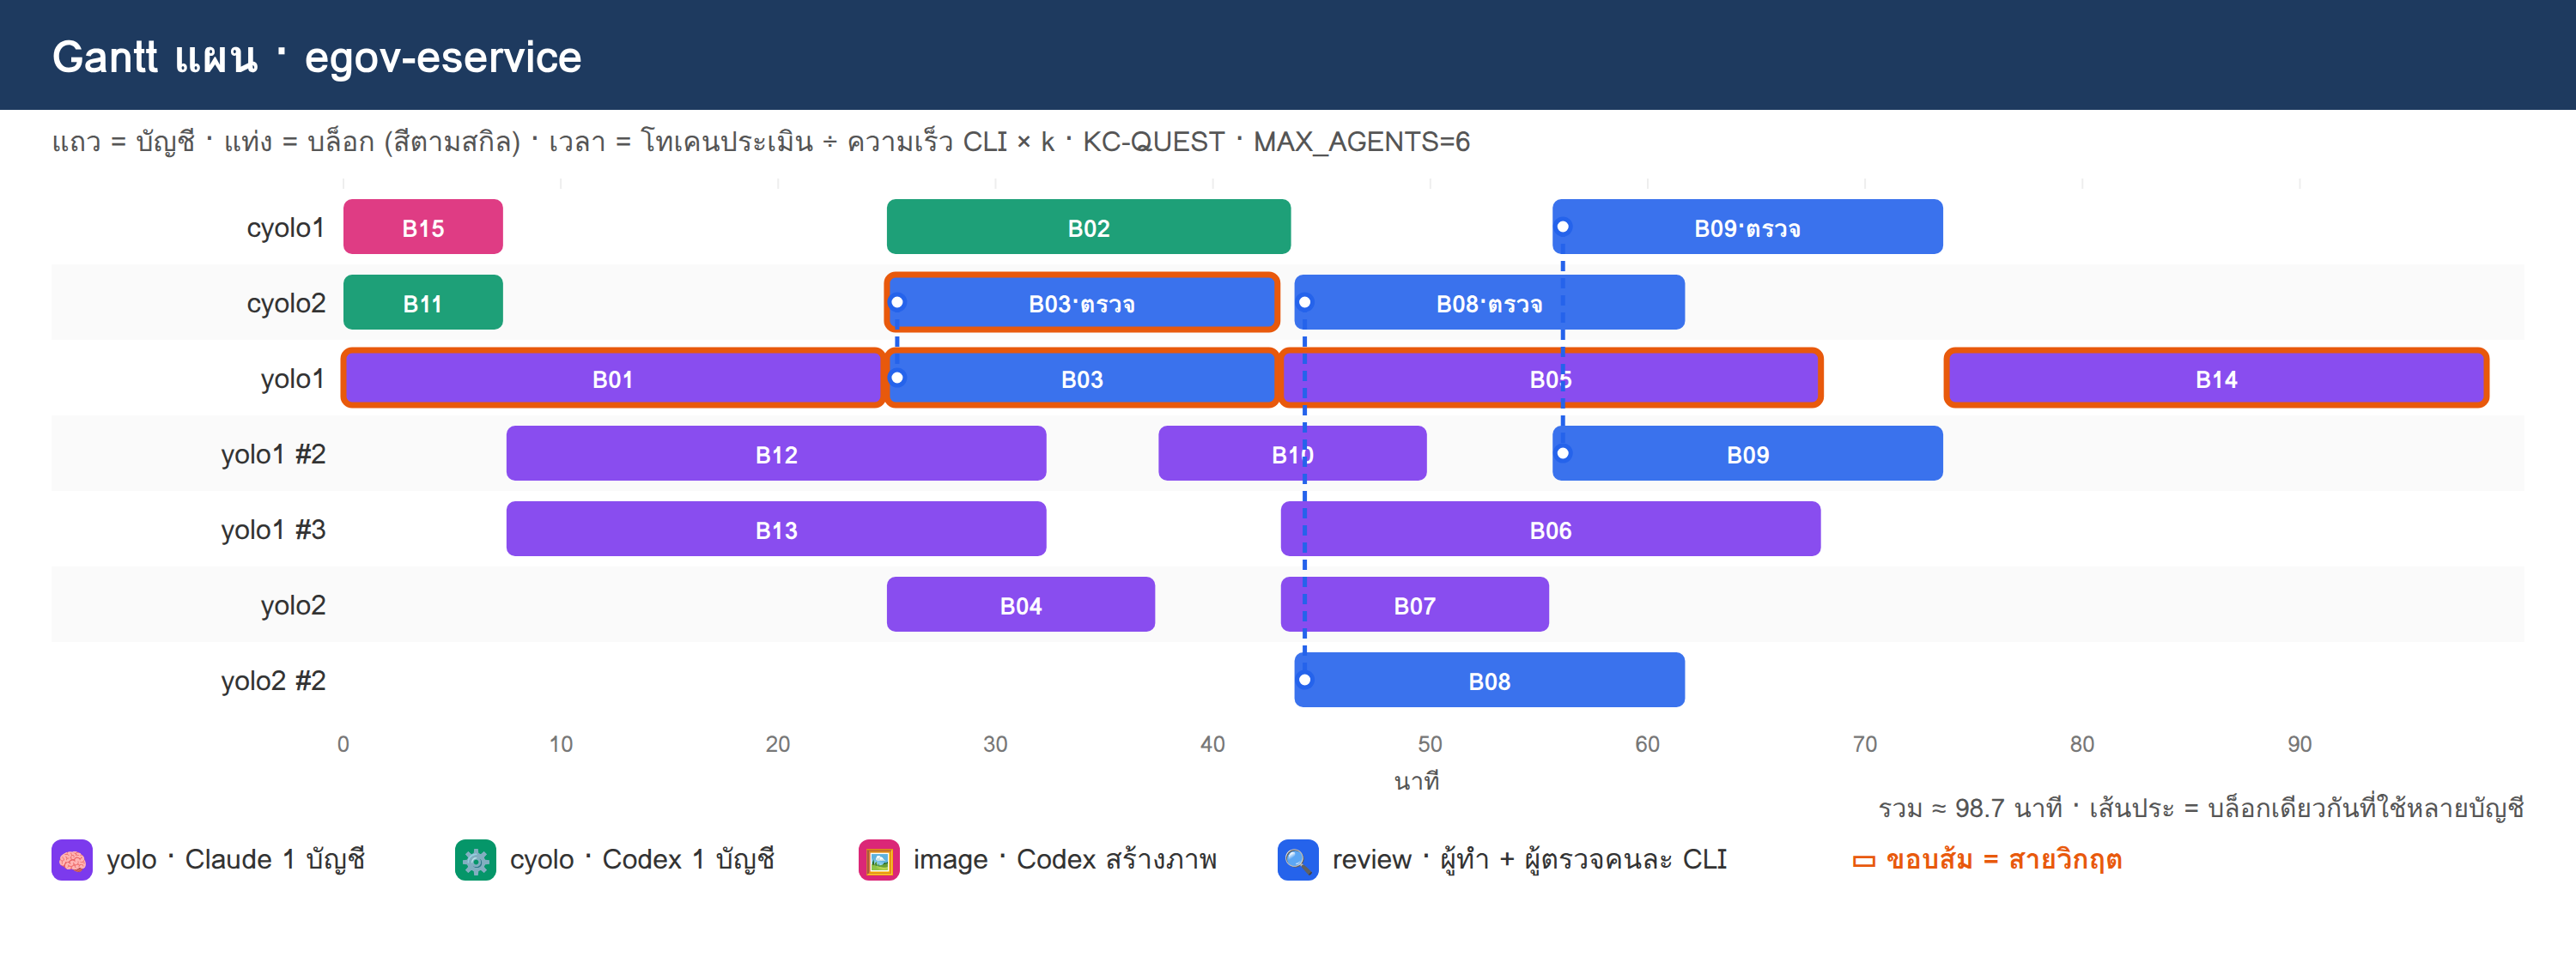 Gantt แผน · egov-eservice
แถว = บัญชี · แท่ง = บล็อก (สีตามสกิล) · เวลา = โทเคนประเมิน ÷ ความเร็ว CLI × k · KC-QUEST · MAX_AGENTS=6
cyolo1 B15 B02 B09·ตรวจ
cyolo2 B11 B03·ตรวจ B08·ตรวจ
yolo1 B01 B03 B05 B14
yolo1 #2 B12 B10 B09
yolo1 #3 B13 B06
yolo2 B04 B07
yolo2 #2 B08
0 10 20 30 40 50 60 70 80 90
นาที
รวม ≈ 98.7 นาที · เส้นประ = บล็อกเดียวกันที่ใช้หลายบัญชี
yolo · Claude 1 บัญชี cyolo · Codex 1 บัญชี image · Codex สร้างภาพ review · ผู้ทำ + ผู้ตรวจคนละ CLI ▭ ขอบส้ม = สายวิกฤต